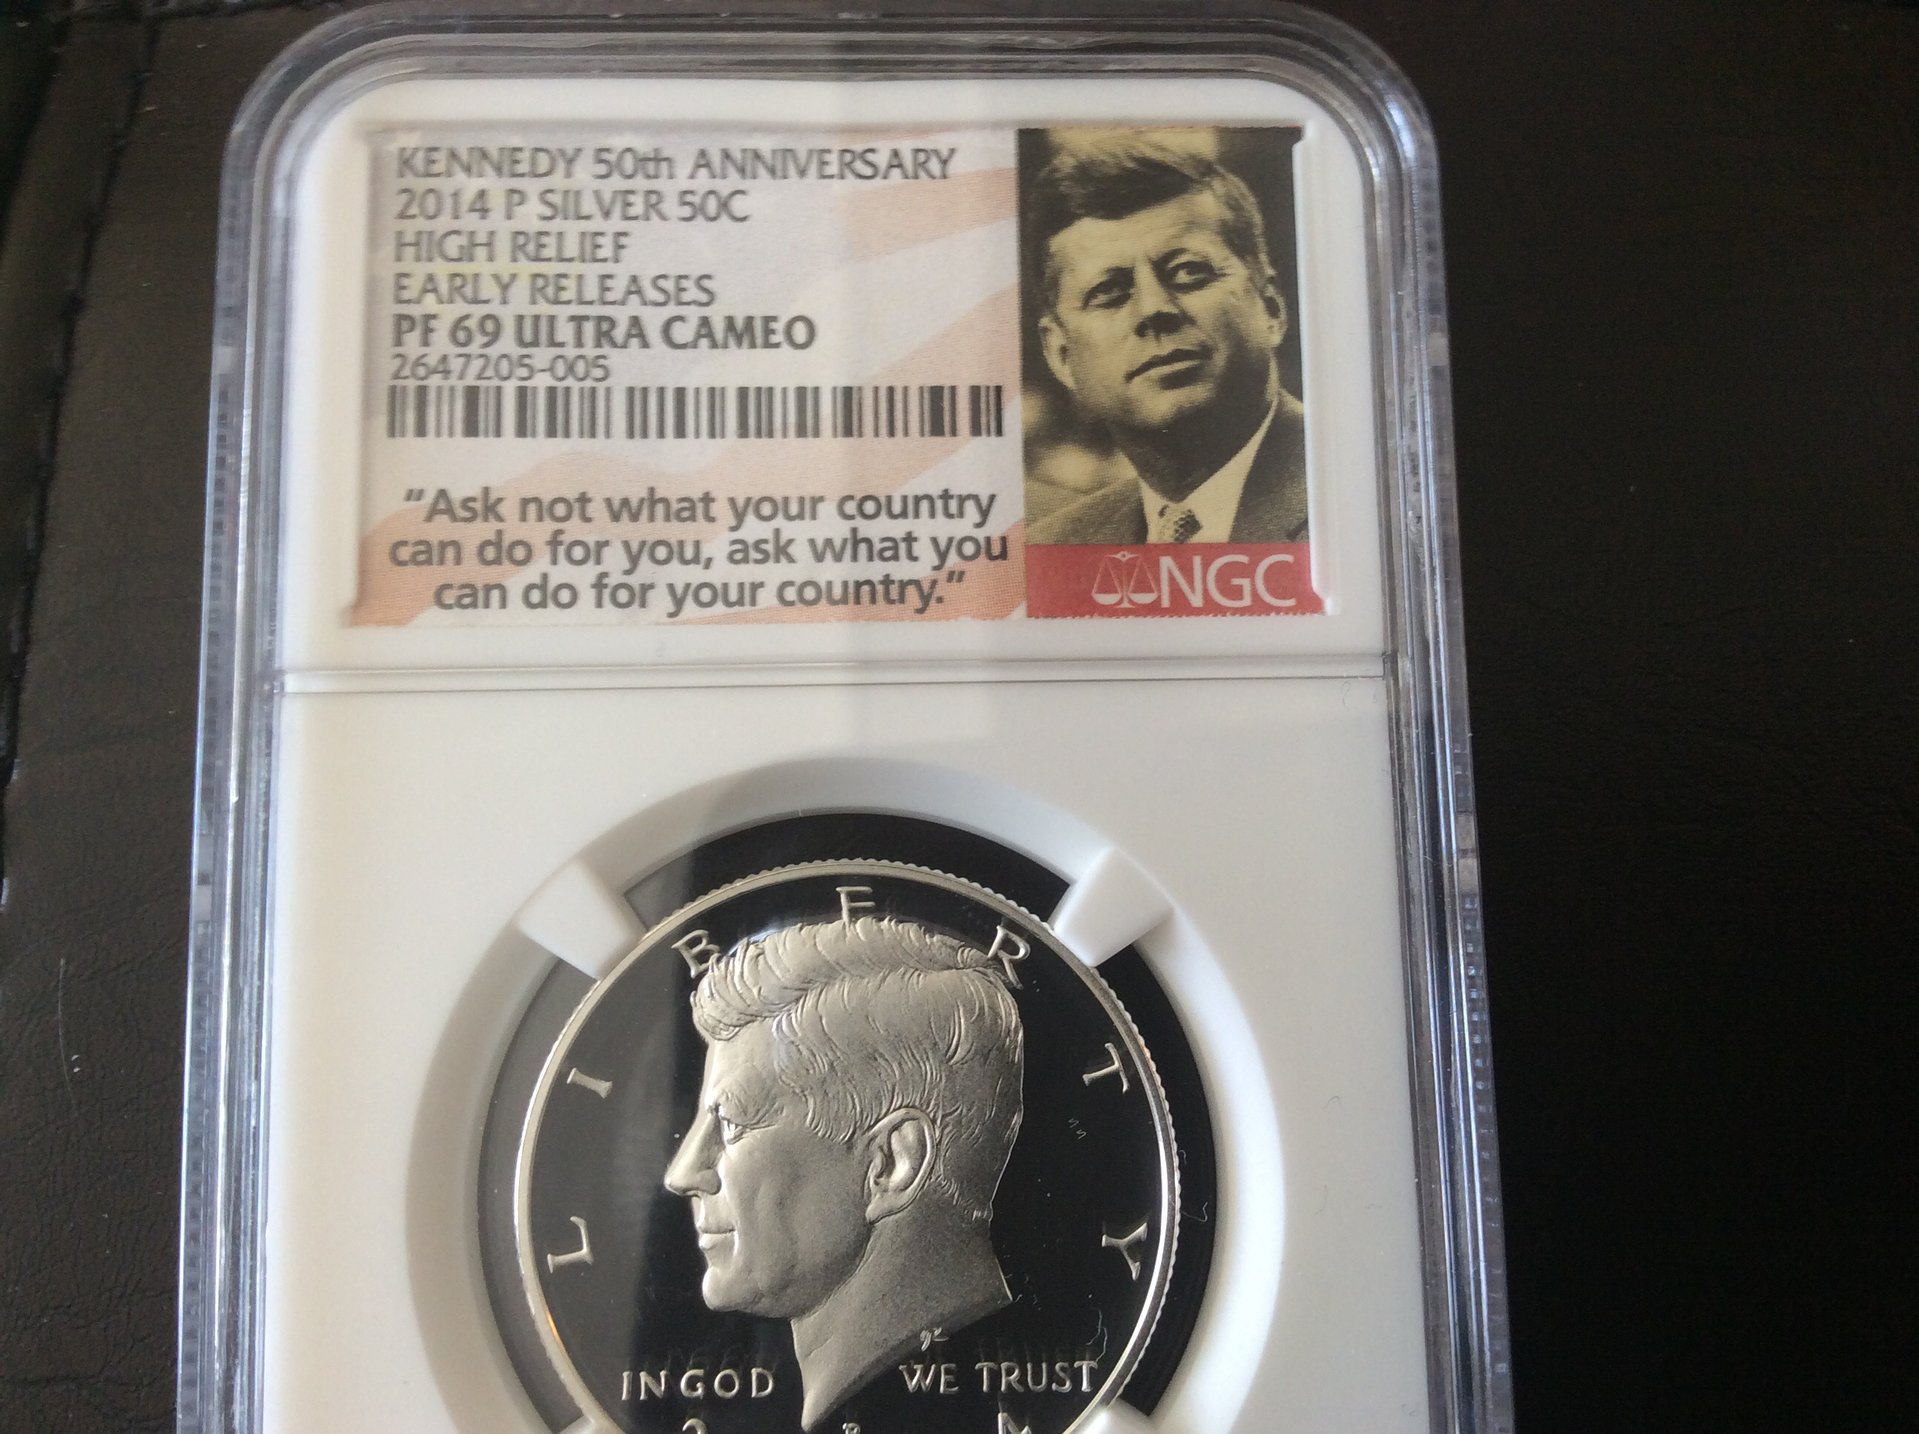 KENNEDY 50th ANNIVERSARY
2014 P SILVER 50C
HIGH RELIEF
EARLY RELEASES
PF 69 ULTRA CAMEO
2647205-005
"Ask not what your country
can do for you, ask what you
can do for your country."
NGC
LIBERTY
IN GOD WE TRUST